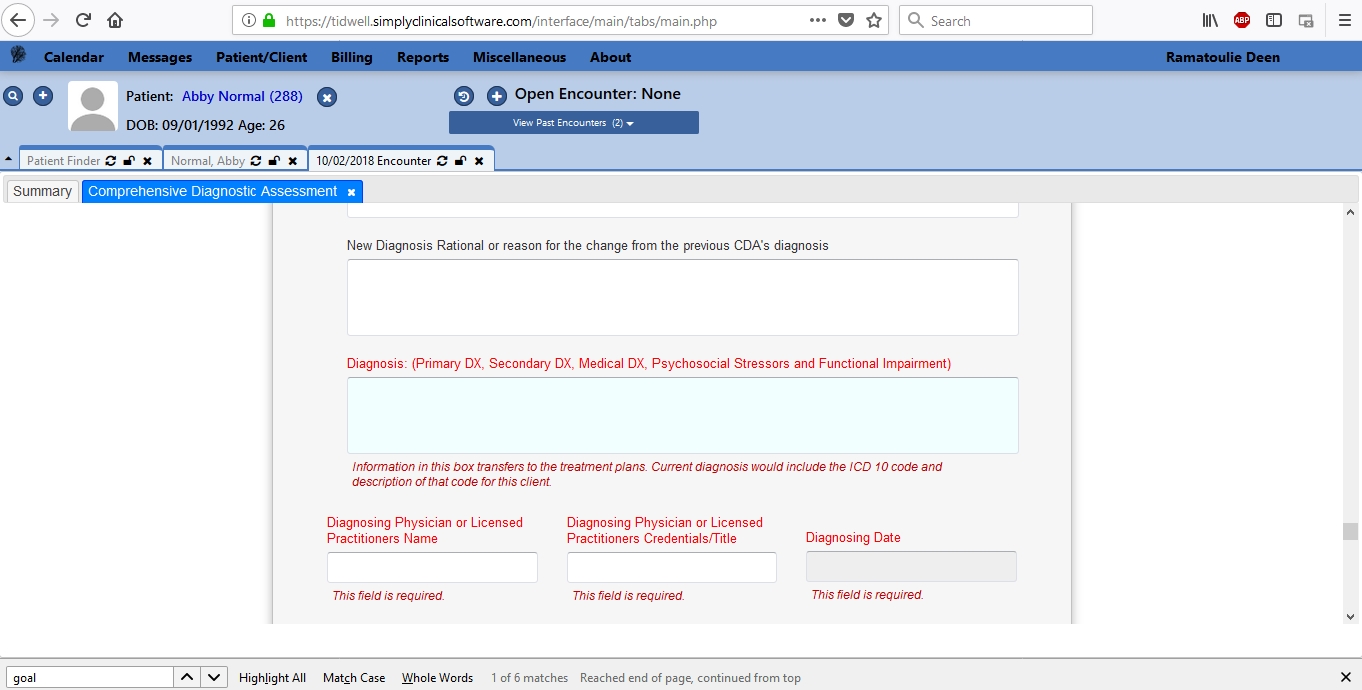 https://tidwell.simplyclinicalsoftware.com/interface/main/tabs/main.php
Search
ABP
Calendar Messages Patient/Client Billing Reports Miscellaneous About Ramatoulie Deen
Patient: Abby Normal (288)
DOB: 09/01/1992 Age: 26
Open Encounter: None
View Past Encounters (2)
Patient Finder Normal, Abby 10/02/2018 Encounter
Summary Comprehensive Diagnostic Assessment
New Diagnosis Rational or reason for the change from the previous CDA's diagnosis
Diagnosis: (Primary DX, Secondary DX, Medical DX, Psychosocial Stressors and Functional Impairment)
Information in this box transfers to the treatment plans. Current diagnosis would include the ICD 10 code and
description of that code for this client.
Diagnosing Physician or Licensed
Practitioners Name
This field is required.
Diagnosing Physician or Licensed
Practitioners Credentials/Title
This field is required.
Diagnosing Date
This field is required.
goal Highlight All Match Case Whole Words 1 of 6 matches Reached end of page, continued from top